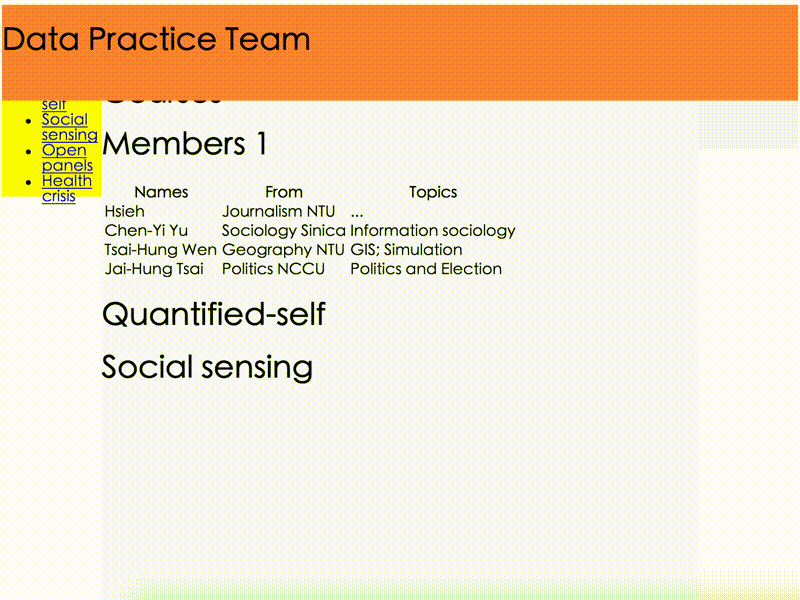 Data Practice Team
self
Social
sensing
Open
panels
Health
crisis
Members 1
Names From Topics
Hsieh Journalism NTU ...
Chen-Yi Yu Sociology Sinica Information sociology
Tsai-Hung Wen Geography NTU GIS; Simulation
Jai-Hung Tsai Politics NCCU Politics and Election
Quantified-self
Social sensing